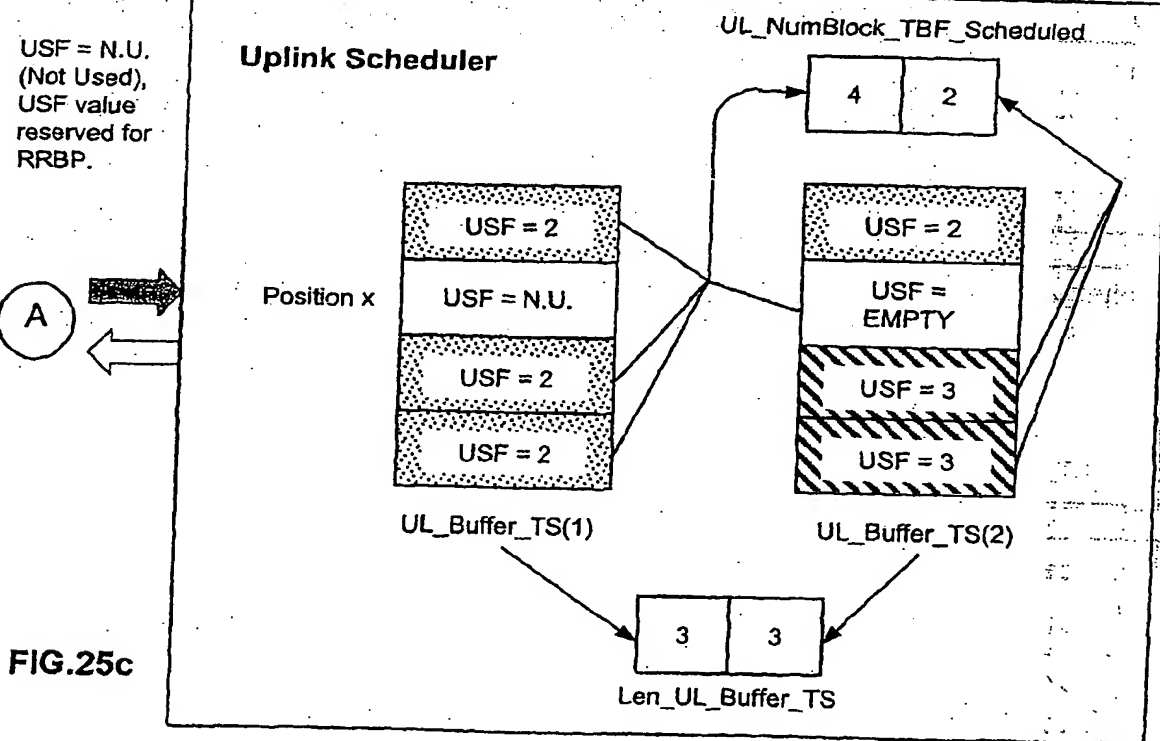 UL_NumBlock_TBF_Scheduled
USF = N.U.
(Not Used),
USF value
reserved for
RRBP.
Uplink Scheduler
4 2
USF = 2
USF = N.U.
USF = 2
USF = 2
Position x
A
USF = 2
USF =
EMPTY
USF = 3
USF = 3
UL_Buffer_TS(1)
UL_Buffer_TS(2)
3 3
Len_UL_Buffer_TS
FIG.25c